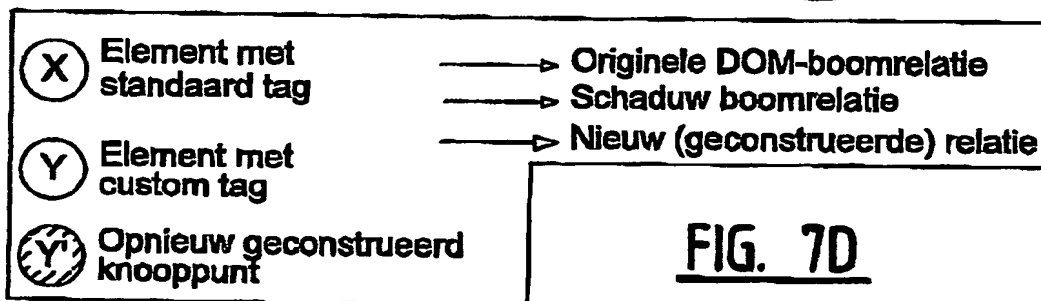 X Element met
standaard tag
Originele DOM-boomrelatie
Schaduw boomrelatie
Nieuw (geconstrueerde) relatie
Y Element met
custom tag
Y' Opnieuw geconstrueerd
knooppunt
FIG. 7D